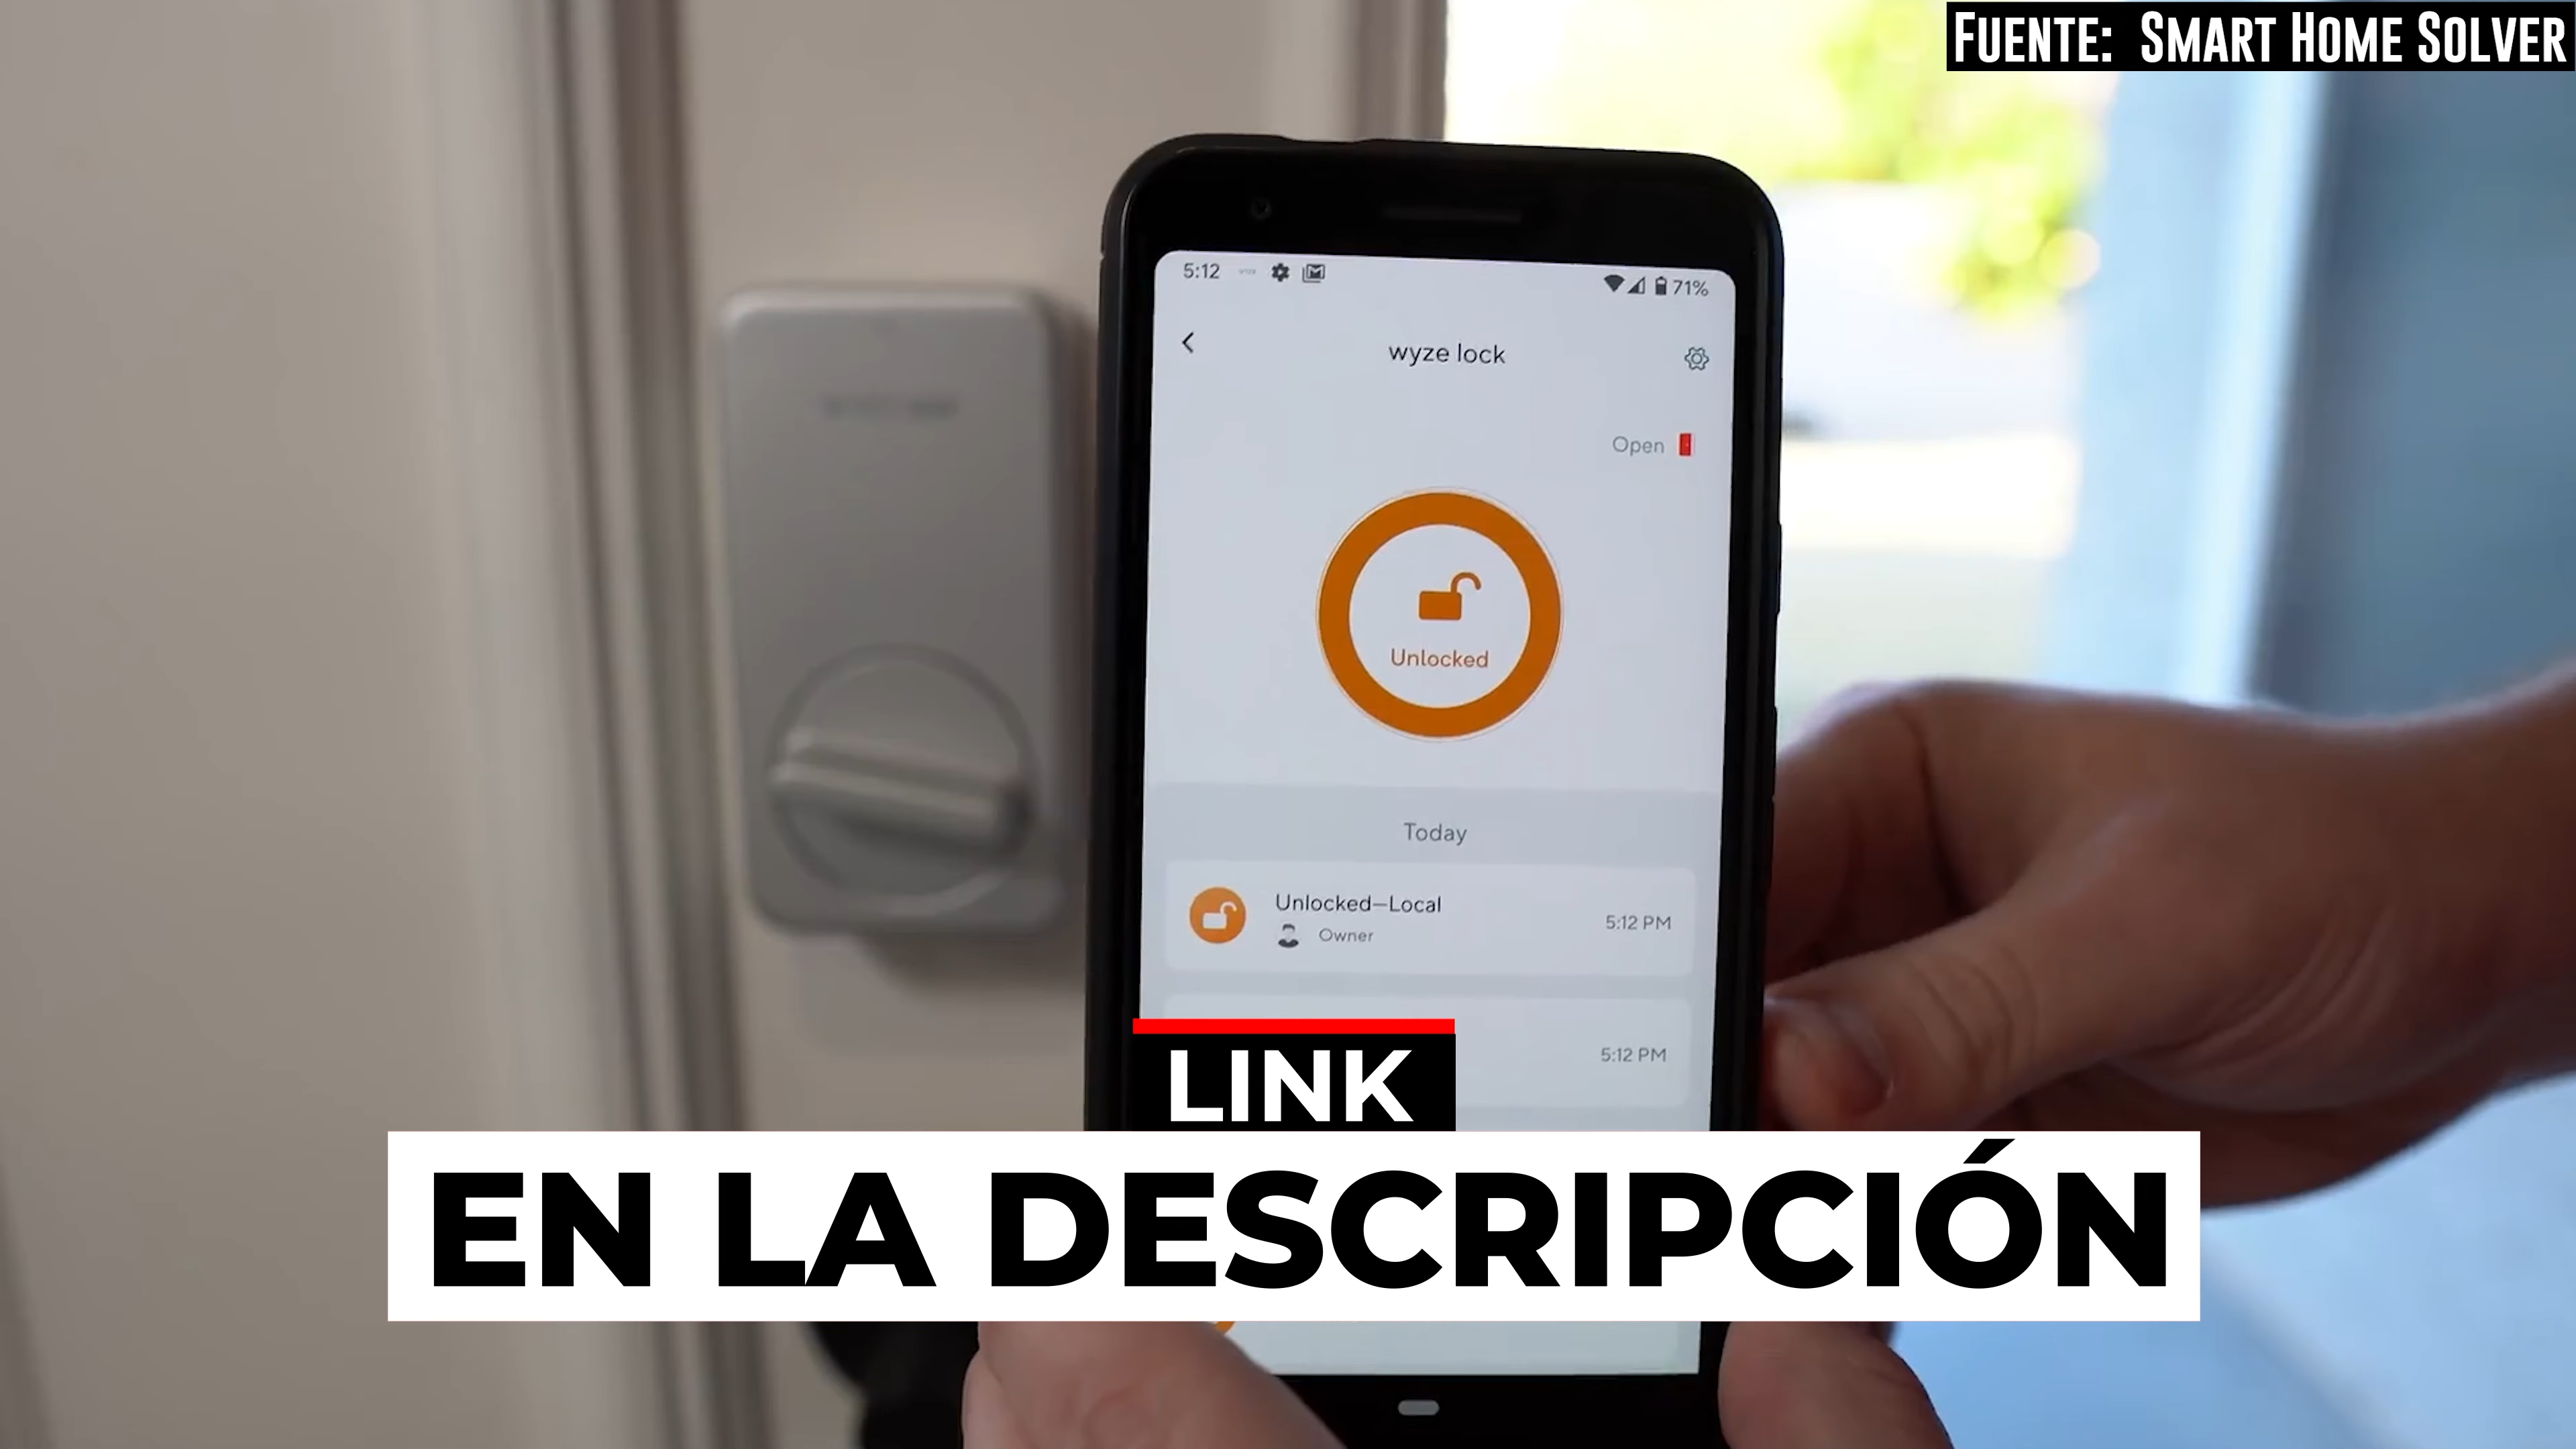 FUENTE: SMART HOME SOLVER
5:12
71%
wyze lock
Open
Unlocked
Today
Unlocked—Local
Owner
5:12 PM
5:12 PM
LINK
EN LA DESCRIPCIÓN